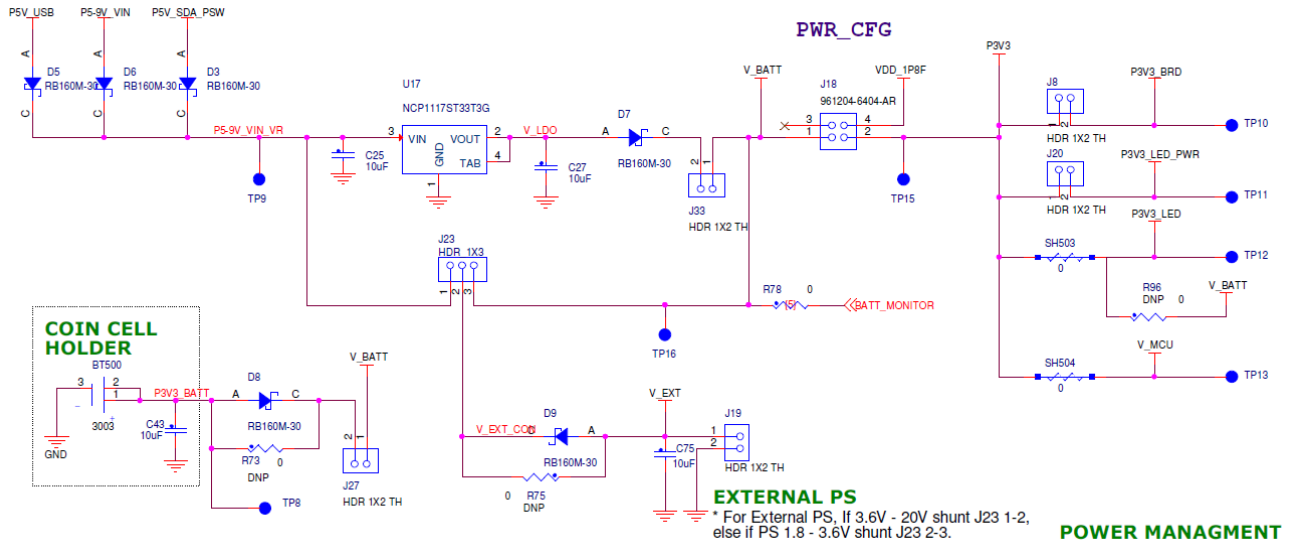 P5V_USB
P5-9V_VIN
P5V_SDA_PSW
PWR_CFG
P3V3
A
A
A
D5
RB160M-30
D6
RB160M-30
D3
RB160M-30
C
C
C
U17
NCP1117ST33T3G
V_BATT
J18
961204-6404-AR
VDD_1P8F
J8
P3V3_BRD
P5-9V_VIN_VR
3
VIN
VOUT
2
TAB
4
GND
1
V_LDO
D7
A
C
RB160M-30
3
4
1
2
1
2
HDR 1X2 TH
TP10
C25
10uF
C27
10uF
2
1
J33
HDR 1X2 TH
TP9
TP15
J20
P3V3_LED_PWR
1
2
HDR 1X2 TH
TP11
P3V3_LED
J23
HDR 1X3
1
2
3
SH503
0
TP12
R78
0
(5)
BATT_MONITOR
R96
DNP
0
V_BATT
TP16
COIN CELL
HOLDER
BT500
3
2
1
-
+
3003
GND
P3V3_BATT
C43
10uF
D8
A
C
RB160M-30
R73
0
DNP
TP8
V_BATT
2
1
J27
HDR 1X2 TH
V_MCU
SH504
0
TP13
V_EXT_CON
C
D9
A
RB160M-30
0
R75
DNP
V_EXT
C75
10uF
J19
1
2
HDR 1X2 TH
EXTERNAL PS
* For External PS, If 3.6V - 20V shunt J23 1-2,
else if PS 1.8 - 3.6V shunt J23 2-3.
POWER MANAGMENT